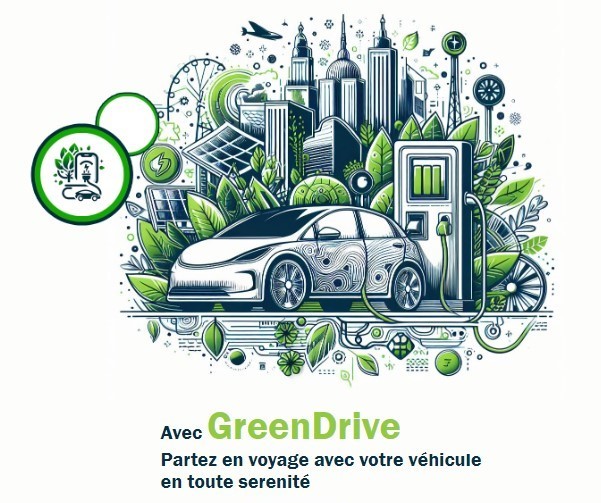 Avec GreenDrive
Partez en voyage avec votre véhicule
en toute serenité